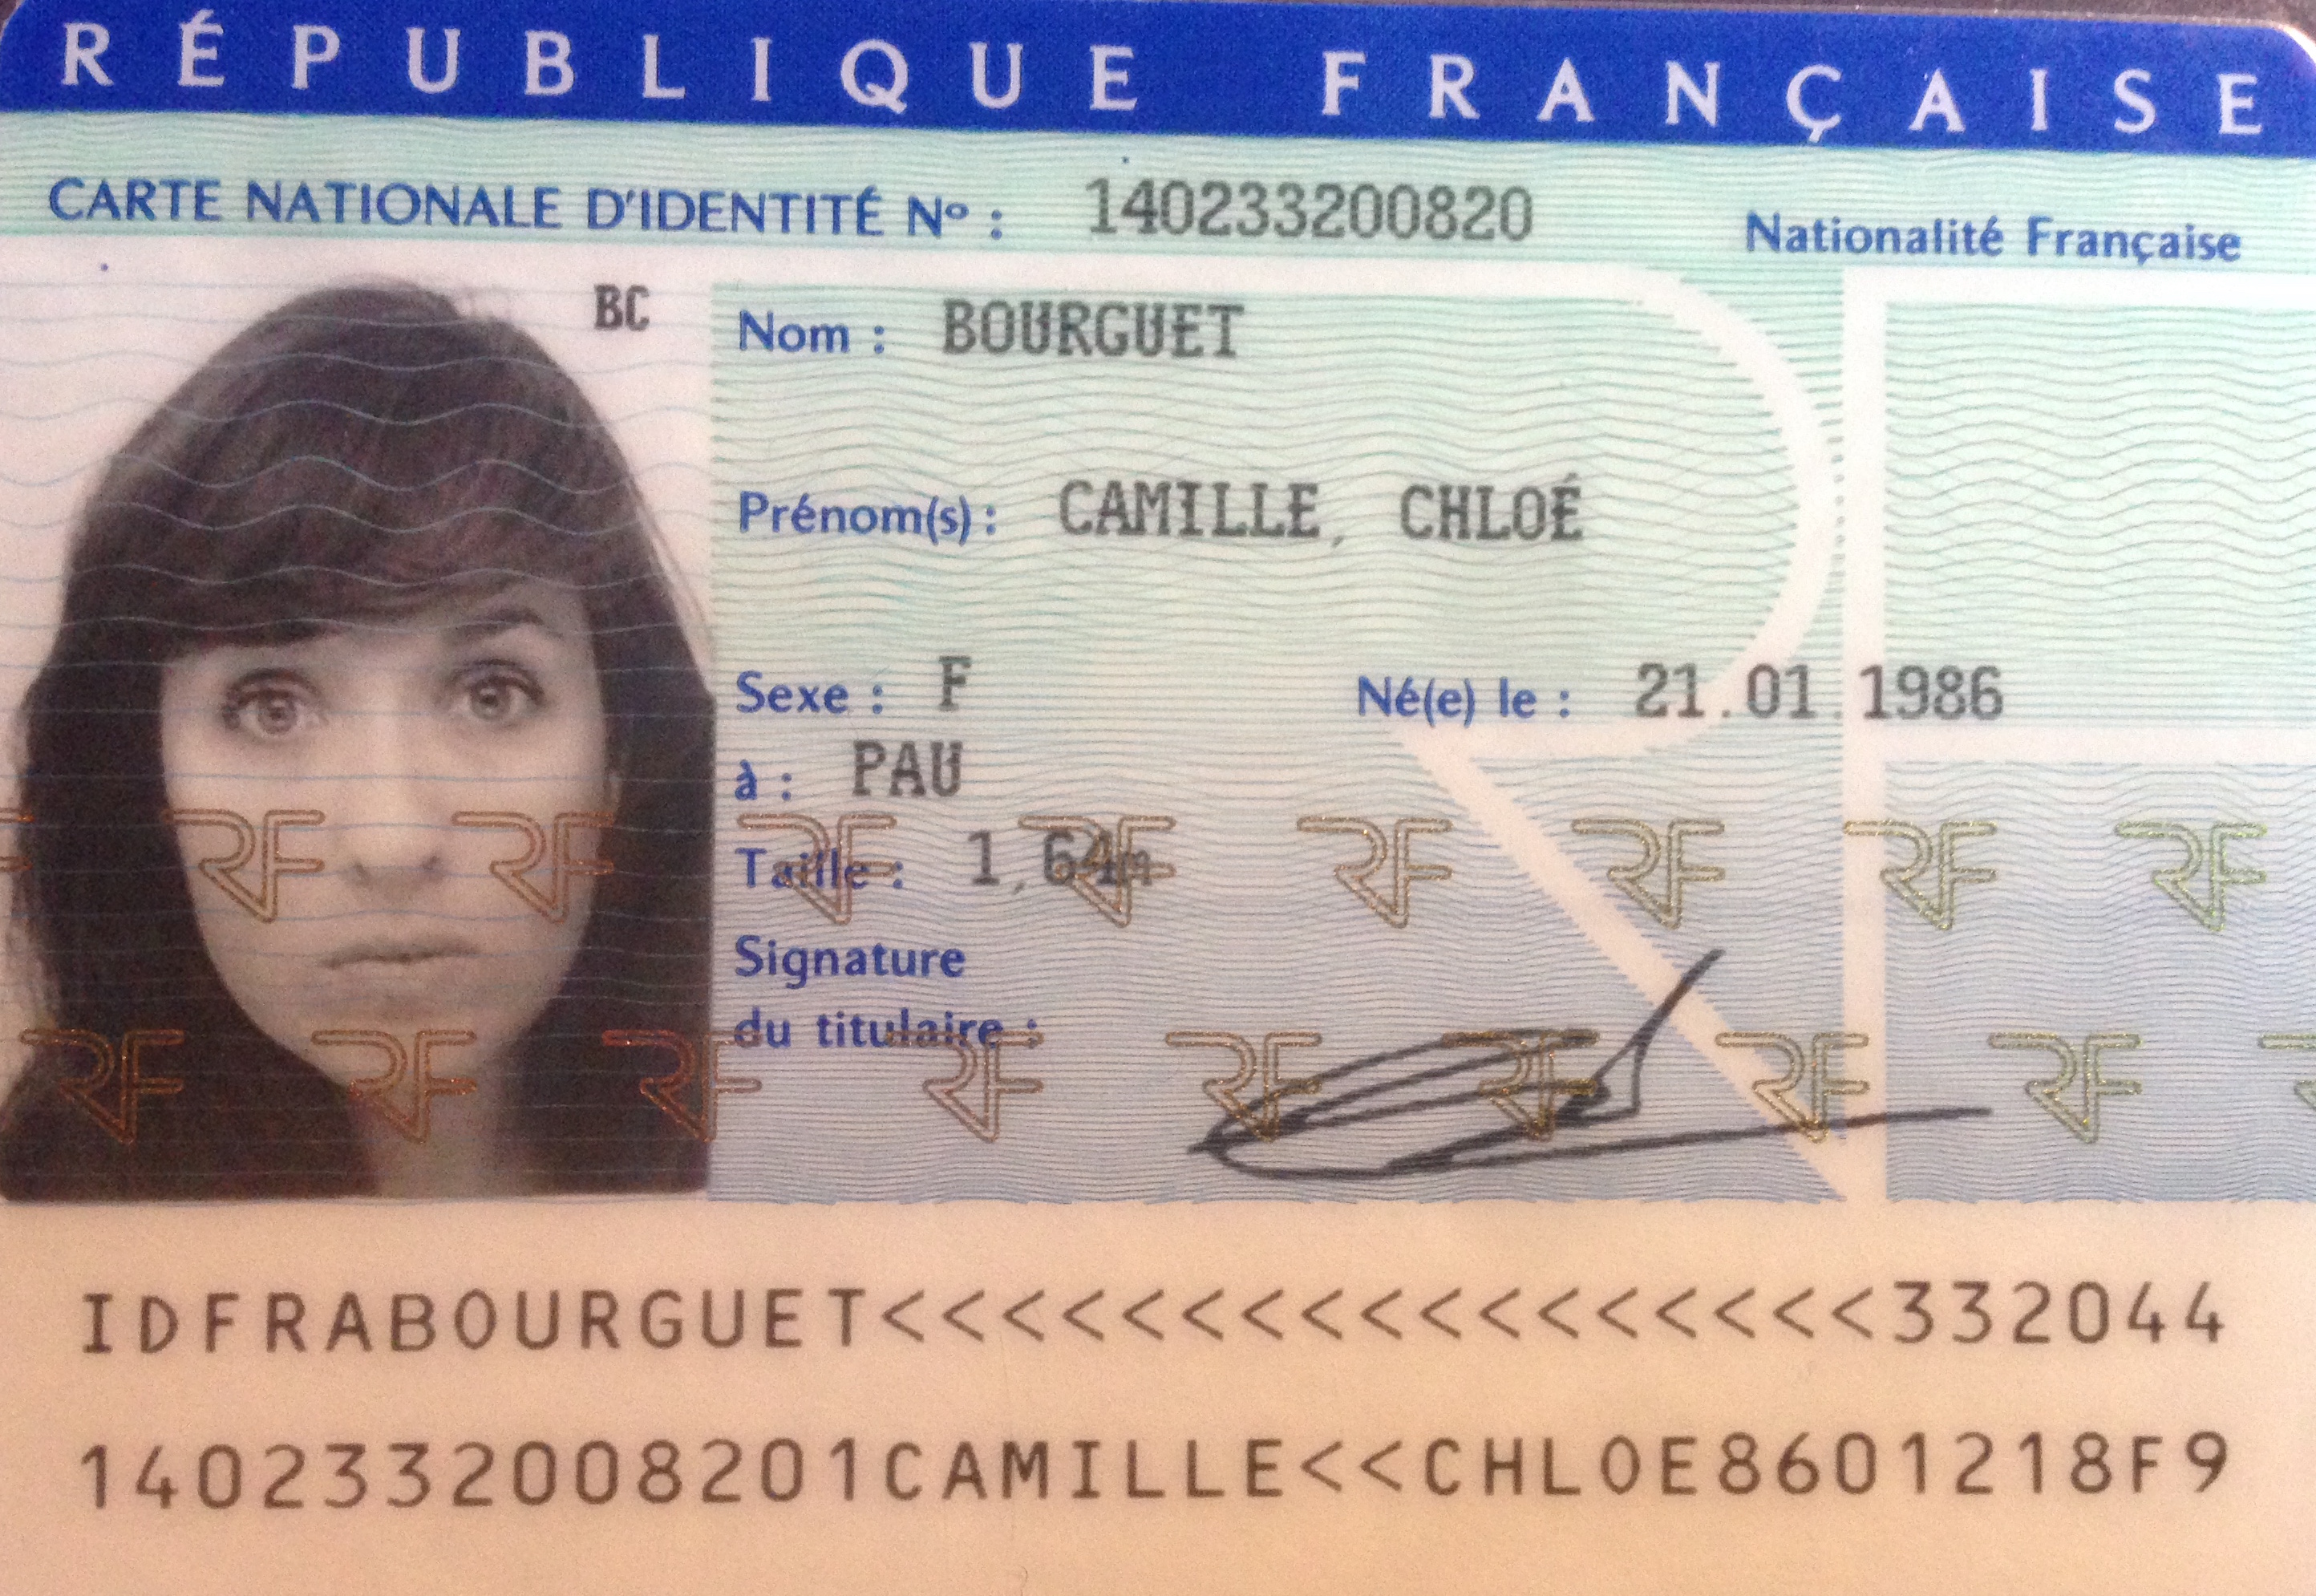 RÉPUBLIQUE FRANÇAISE
CARTE NATIONALE D'IDENTITÉ Nº : 140233200820 Nationalité Française
BC
Nom : BOURGUET
Prénom(s) : CAMILLE, CHLOÉ
Sexe : F Né(e) le : 21.01.1986
à : PAU
Taille : 1,64m
Signature
du titulaire :
RF RF RF RF RF RF RF RF
RF RF RF RF RF RF RF RF
IDFRABOURGUET<<<<<<<<<<<<<<<<<332044
1402332008201CAMILLE<<CHLOE8601218F9